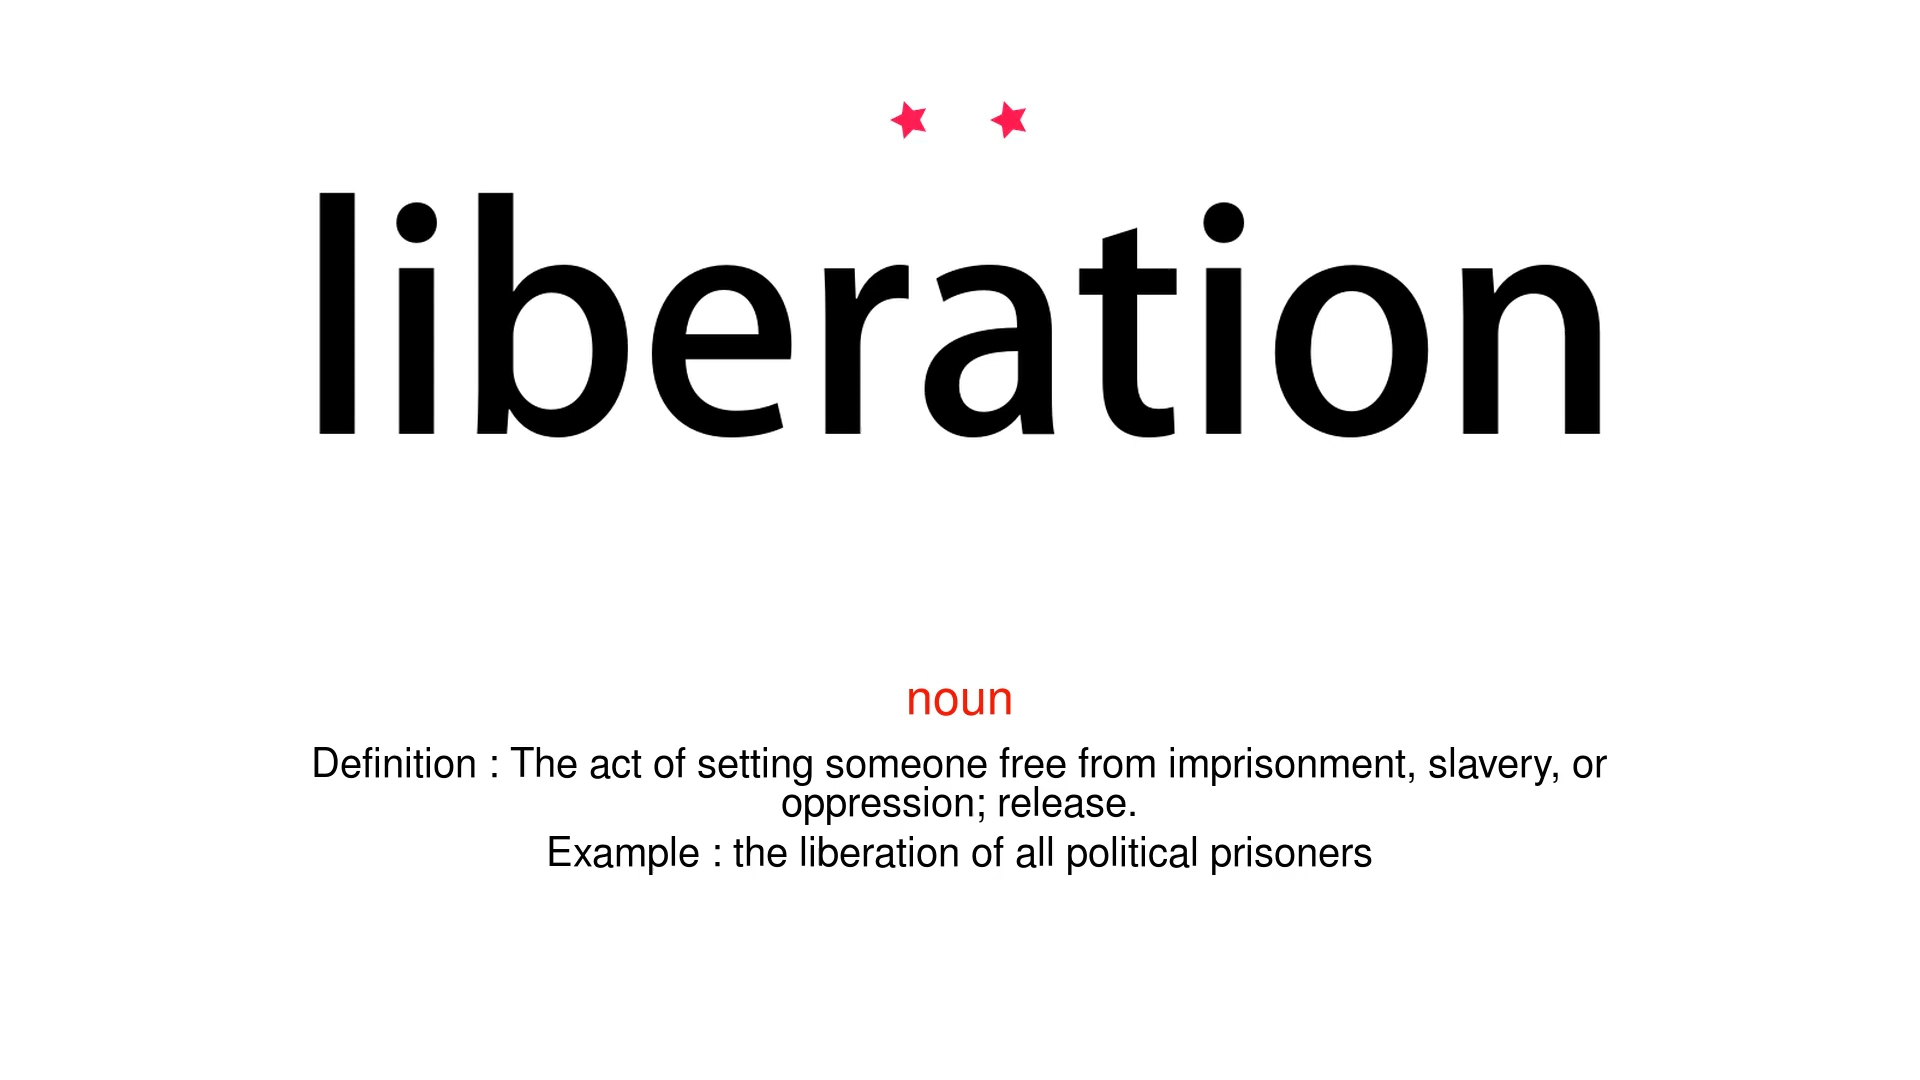 liberation
noun
Definition : The act of setting someone free from imprisonment, slavery, or
oppression; release.
Example : the liberation of all political prisoners